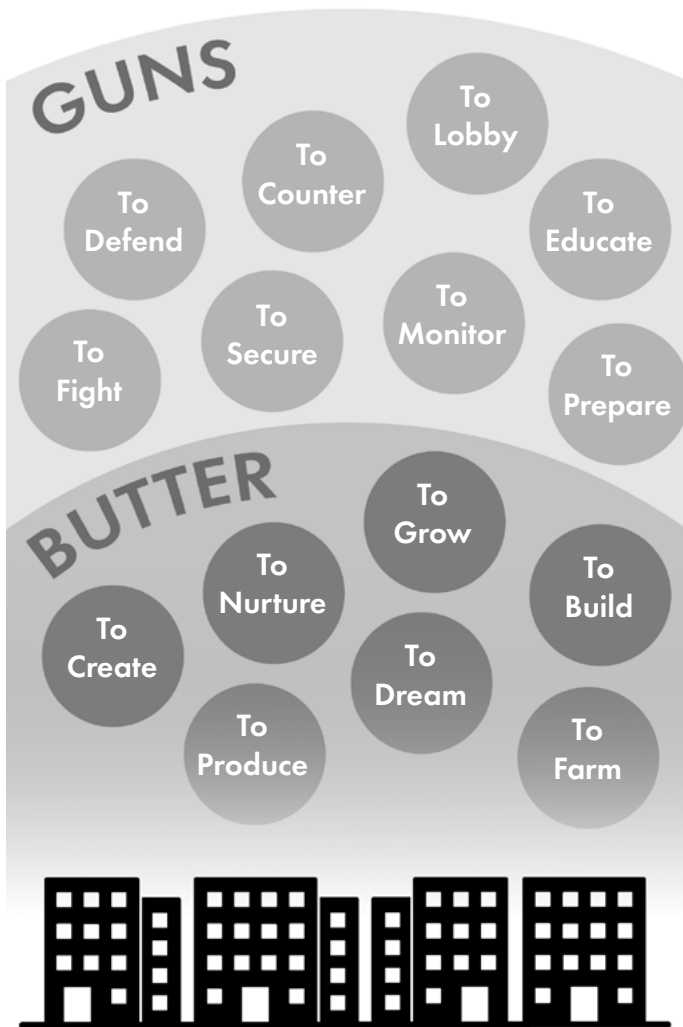 GUNS
To
Lobby
To
Counter
To
Defend
To
Educate
To
Monitor
To
Secure
To
Fight
To
Prepare
BUTTER
To
Grow
To
Nurture
To
Build
To
Create
To
Dream
To
Produce
To
Farm